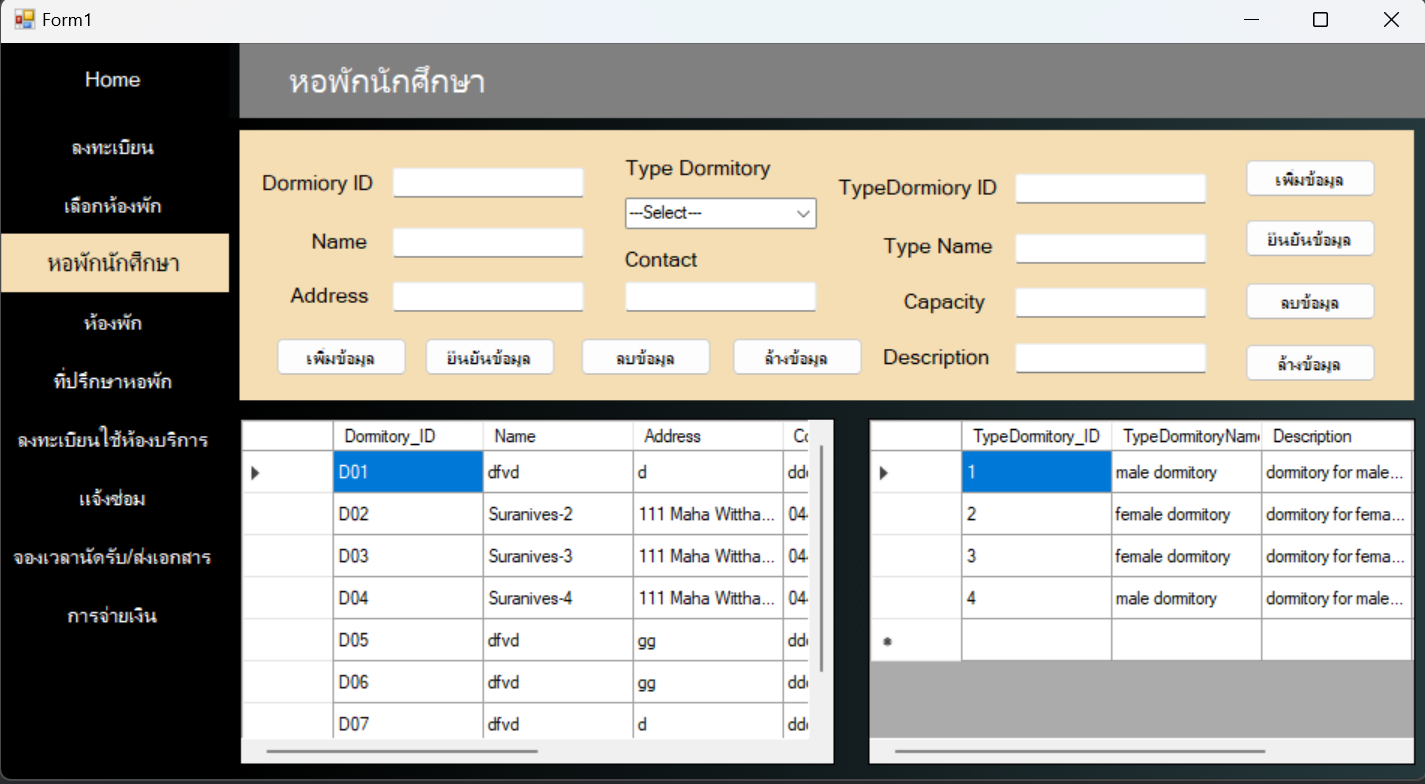 Form1
Home
ลงทะเบียน
เลือกห้องพัก
หอพักนักศึกษา
ห้องพัก
ที่ปรึกษาหอพัก
ลงทะเบียนใช้ห้องบริการ
แจ้งซ่อม
จองเวลานัดรับ/ส่งเอกสาร
การจ่ายเงิน
หอพักนักศึกษา
Dormiory ID
Name
Address
Type Dormitory
---Select---
Contact
เพิ่มข้อมูล
ยืนยันข้อมูล
ลบข้อมูล
ล้างข้อมูล
TypeDormiory ID
Type Name
Capacity
Description
เพิ่มข้อมูล
ยืนยันข้อมูล
ลบข้อมูล
ล้างข้อมูล
Dormitory_ID Name Address
D01 dfvd d
D02 Suranives-2 111 Maha Wittha...
D03 Suranives-3 111 Maha Wittha...
D04 Suranives-4 111 Maha Wittha...
D05 dfvd gg
D06 dfvd gg
D07 dfvd d
TypeDormitory_ID TypeDormitoryName Description
1 male dormitory dormitory for male...
2 female dormitory dormitory for fema...
3 female dormitory dormitory for fema...
4 male dormitory dormitory for male...